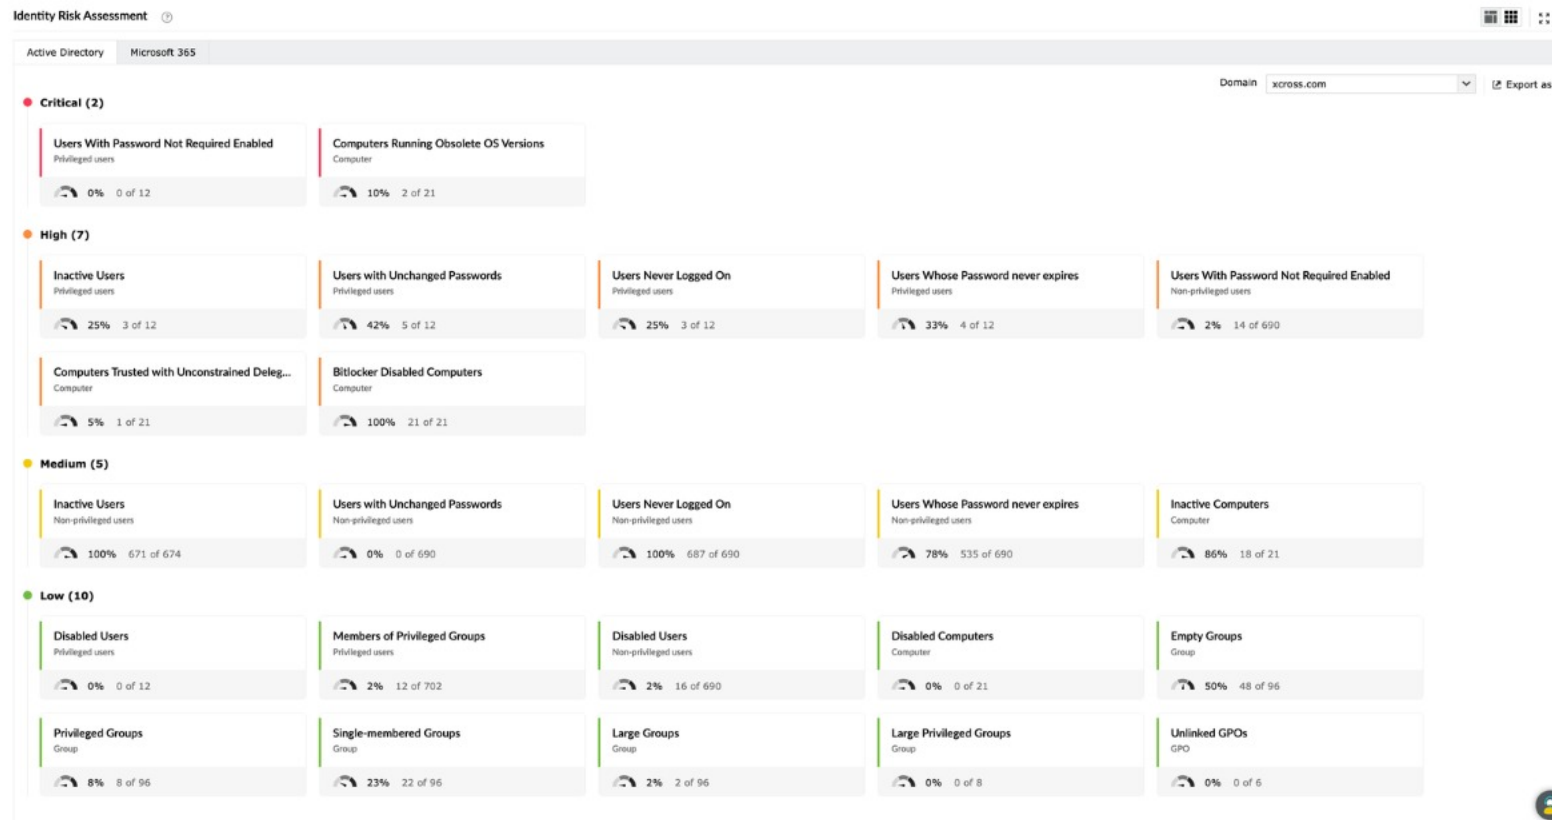 Identity Risk Assessment ?
Active Directory Microsoft 365
Domain xcross.com Export as
Critical (2)
Users With Password Not Required Enabled Computers Running Obsolete OS Versions
Privileged users Computer
0% 0 of 12 10% 2 of 21
High (7)
Inactive Users Users with Unchanged Passwords Users Never Logged On Users Whose Password never expires Users With Password Not Required Enabled
Privileged users Privileged users Privileged users Privileged users Non-privileged users
25% 3 of 12 42% 5 of 12 25% 3 of 12 33% 4 of 12 2% 14 of 690
Computers Trusted with Unconstrained Deleg... Bitlocker Disabled Computers
Computer Computer
5% 1 of 21 100% 21 of 21
Medium (5)
Inactive Users Users with Unchanged Passwords Users Never Logged On Users Whose Password never expires Inactive Computers
Non-privileged users Non-privileged users Non-privileged users Non-privileged users Computer
100% 671 of 674 0% 0 of 690 100% 687 of 690 78% 535 of 690 86% 18 of 21
Low (10)
Disabled Users Members of Privileged Groups Disabled Users Disabled Computers Empty Groups
Privileged users Privileged users Non-privileged users Computer Group
0% 0 of 12 2% 12 of 702 2% 16 of 690 0% 0 of 21 50% 48 of 96
Privileged Groups Single-membered Groups Large Groups Large Privileged Groups Unlinked GPOs
Group Group Group Group GPO
8% 8 of 96 23% 22 of 96 2% 2 of 96 0% 0 of 8 0% 0 of 6